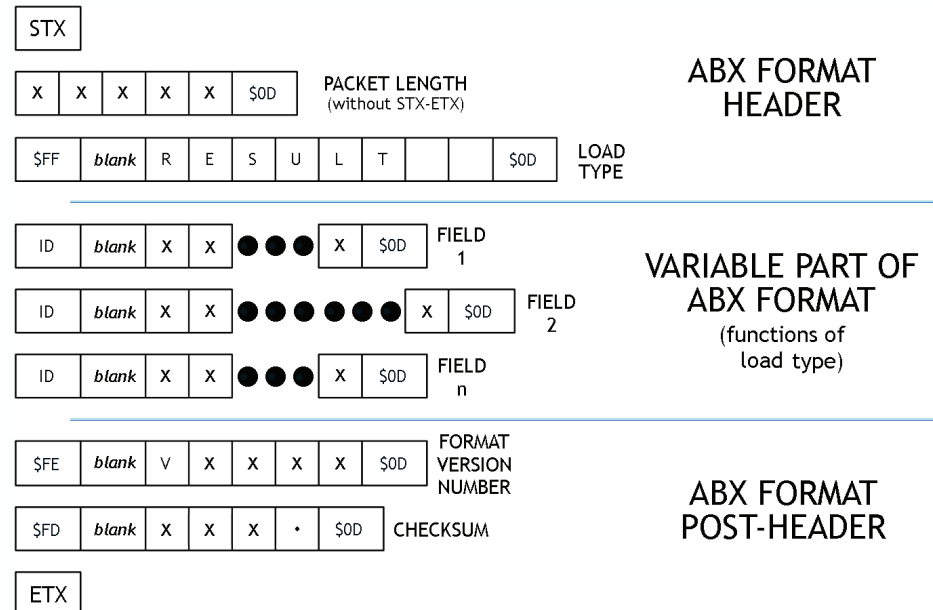 STX
X X X X X $0D PACKET LENGTH
(without STX-ETX)
ABX FORMAT
HEADER
$FF blank R E S U L T $0D LOAD
TYPE
ID blank X X ●●● X $0D FIELD
1
ID blank X X ●●●●●● X $0D FIELD
2
ID blank X X ●●● X $0D FIELD
n
VARIABLE PART OF
ABX FORMAT
(functions of
load type)
$FE blank V X X X X $0D FORMAT
VERSION
NUMBER
$FD blank X X X • $0D CHECKSUM
ABX FORMAT
POST-HEADER
ETX